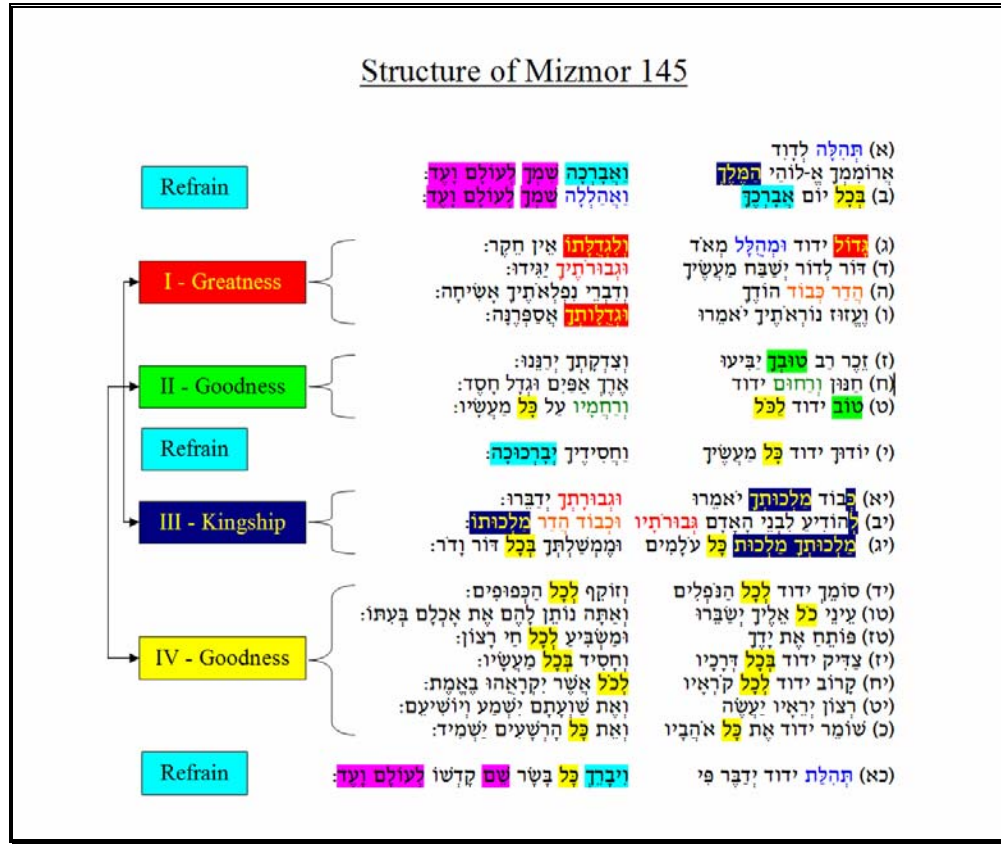 Structure of Mizmor 145
(א) תְּהִלָּה לְדָוִד
Refrain
אֲרוֹמִמְךָ אֱ-לוֹהַי הַמֶּלֶךְ וַאֲבָרְכָה שִׁמְךָ לְעוֹלָם וָעֶד:
(ב) בְּכָל יוֹם אֲבָרְכֶךָּ וַאֲהַלְלָה שִׁמְךָ לְעוֹלָם וָעֶד:
I - Greatness
(ג) גָּדוֹל ידוד וּמְהֻלָּל מְאֹד וְלִגְדֻלָּתוֹ אֵין חֵקֶר:
(ד) דּוֹר לְדוֹר יְשַׁבַּח מַעֲשֶׂיךָ וּגְבוּרֹתֶיךָ יַגִּידוּ:
(ה) הֲדַר כְּבוֹד הוֹדֶךָ וְדִבְרֵי נִפְלְאֹתֶיךָ אָשִׂיחָה:
(ו) וֶעֱזוּז נוֹרְאֹתֶיךָ יֹאמֵרוּ וּגְדֻלּוֹתְךָ אֲסַפְּרֶנָּה:
II - Goodness
(ז) זֵכֶר רַב טוּבְךָ יַבִּיעוּ וְצִדְקָתְךָ יְרַנֵּנוּ:
(ח) חַנּוּן וְרַחוּם ידוד אֶרֶךְ אַפַּיִם וּגְדָל חָסֶד:
(ט) טוֹב ידוד לַכֹּל וְרַחֲמָיו עַל כָּל מַעֲשָׂיו:
Refrain
(י) יוֹדוּךָ ידוד כָּל מַעֲשֶׂיךָ וַחֲסִידֶיךָ יְבָרְכוּכָה:
III - Kingship
(יא) כְּבוֹד מַלְכוּתְךָ יֹאמֵרוּ וּגְבוּרָתְךָ יְדַבֵּרוּ:
(יב) לְהוֹדִיעַ לִבְנֵי הָאָדָם גְּבוּרֹתָיו וּכְבוֹד הֲדַר מַלְכוּתוֹ:
(יג) מַלְכוּתְךָ מַלְכוּת כָּל עֹלָמִים וּמֶמְשַׁלְתְּךָ בְּכָל דּוֹר וָדֹר:
IV - Goodness
(יד) סוֹמֵךְ ידוד לְכָל הַנֹּפְלִים וְזוֹקֵף לְכָל הַכְּפוּפִים:
(טו) עֵינֵי כֹל אֵלֶיךָ יְשַׂבֵּרוּ וְאַתָּה נוֹתֵן לָהֶם אֶת אָכְלָם בְּעִתּוֹ:
(טז) פּוֹתֵחַ אֶת יָדֶךָ וּמַשְׂבִּיעַ לְכָל חַי רָצוֹן:
(יז) צַדִּיק ידוד בְּכָל דְּרָכָיו וְחָסִיד בְּכָל מַעֲשָׂיו:
(יח) קָרוֹב ידוד לְכָל קֹרְאָיו לְכֹל אֲשֶׁר יִקְרָאֻהוּ בֶאֱמֶת:
(יט) רְצוֹן יְרֵאָיו יַעֲשֶׂה וְאֶת שַׁוְעָתָם יִשְׁמַע וְיוֹשִׁיעֵם:
(כ) שׁוֹמֵר ידוד אֶת כָּל אֹהֲבָיו וְאֵת כָּל הָרְשָׁעִים יַשְׁמִיד:
Refrain
(כא) תְּהִלַּת ידוד יְדַבֶּר פִּי וִיבָרֵךְ כָּל בָּשָׂר שֵׁם קָדְשׁוֹ לְעוֹלָם וָעֶד: